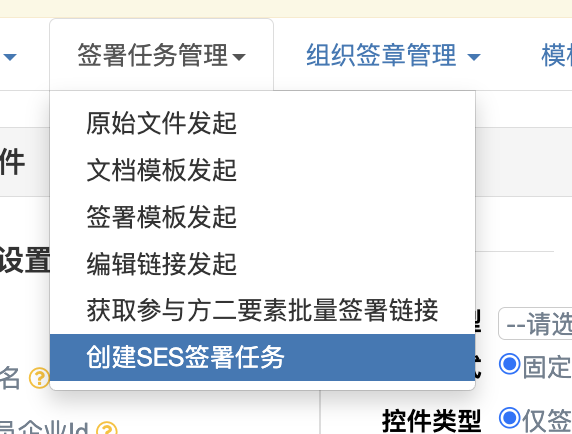 签署任务管理 组织签章管理 模
原始文件发起
件
文档模板发起
签署模板发起
设置
编辑链接发起
获取参与方二要素批量签署链接
型 --请选
创建SES签署任务
名 式 固定
员企业Id 控件类型 仅签